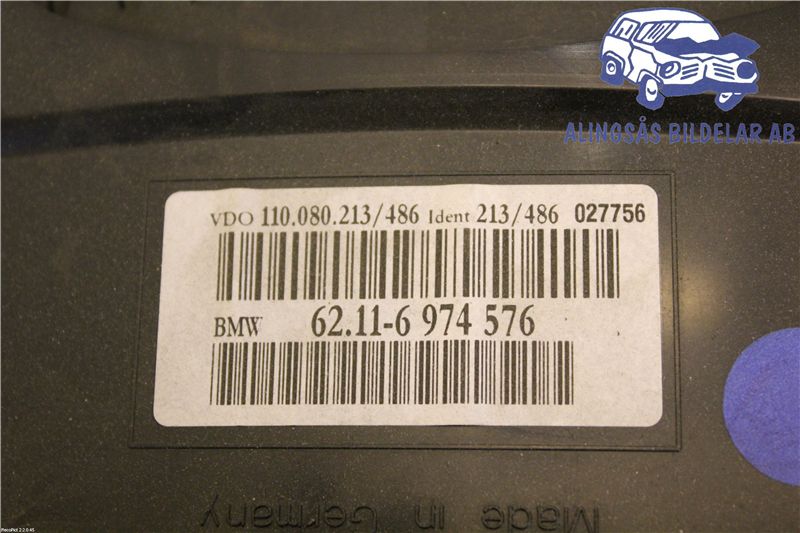 ALINGSÅS BILDELAR AB
VDO 110.080.213/486 Ident 213/486 027756
BMW 62.11-6 974 576
Made in Germany